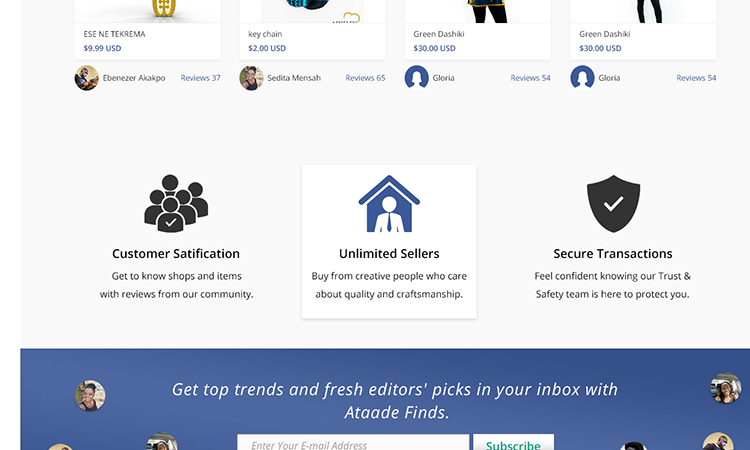 ESE NE TEKREMA
$9.99 USD
key chain
$2.00 USD
Green Dashiki
$30.00 USD
Green Dashiki
$30.00 USD
Ebenezer Akakpo
Reviews 37
Sedita Mensah
Reviews 65
Gloria
Reviews 54
Gloria
Reviews 54
Customer Satification
Get to know shops and items
with reviews from our community.
Unlimited Sellers
Buy from creative people who care
about quality and craftsmanship.
Secure Transactions
Feel confident knowing our Trust &
Safety team is here to protect you.
Get top trends and fresh editors' picks in your inbox with
Ataade Finds.
Enter Your E-mail Address
Subscribe